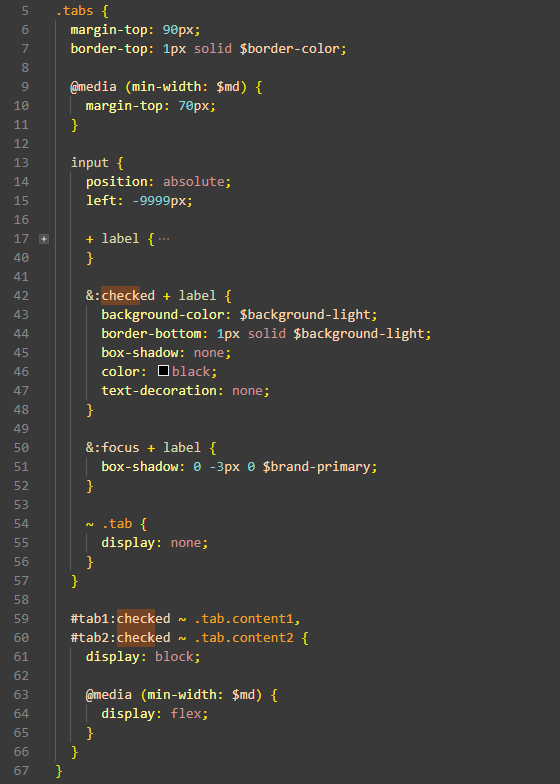 5 .tabs {
6 margin-top: 90px;
7 border-top: 1px solid $border-color;
8
9 @media (min-width: $md) {
10 margin-top: 70px;
11 }
12
13 input {
14 position: absolute;
15 left: -9999px;
16
17 + label { ···
40 }
41
42 &:checked + label {
43 background-color: $background-light;
44 border-bottom: 1px solid $background-light;
45 box-shadow: none;
46 color: black;
47 text-decoration: none;
48 }
49
50 &:focus + label {
51 box-shadow: 0 -3px 0 $brand-primary;
52 }
53
54 ~ .tab {
55 display: none;
56 }
57 }
58
59 #tab1:checked ~ .tab.content1,
60 #tab2:checked ~ .tab.content2 {
61 display: block;
62
63 @media (min-width: $md) {
64 display: flex;
65 }
66 }
67 }